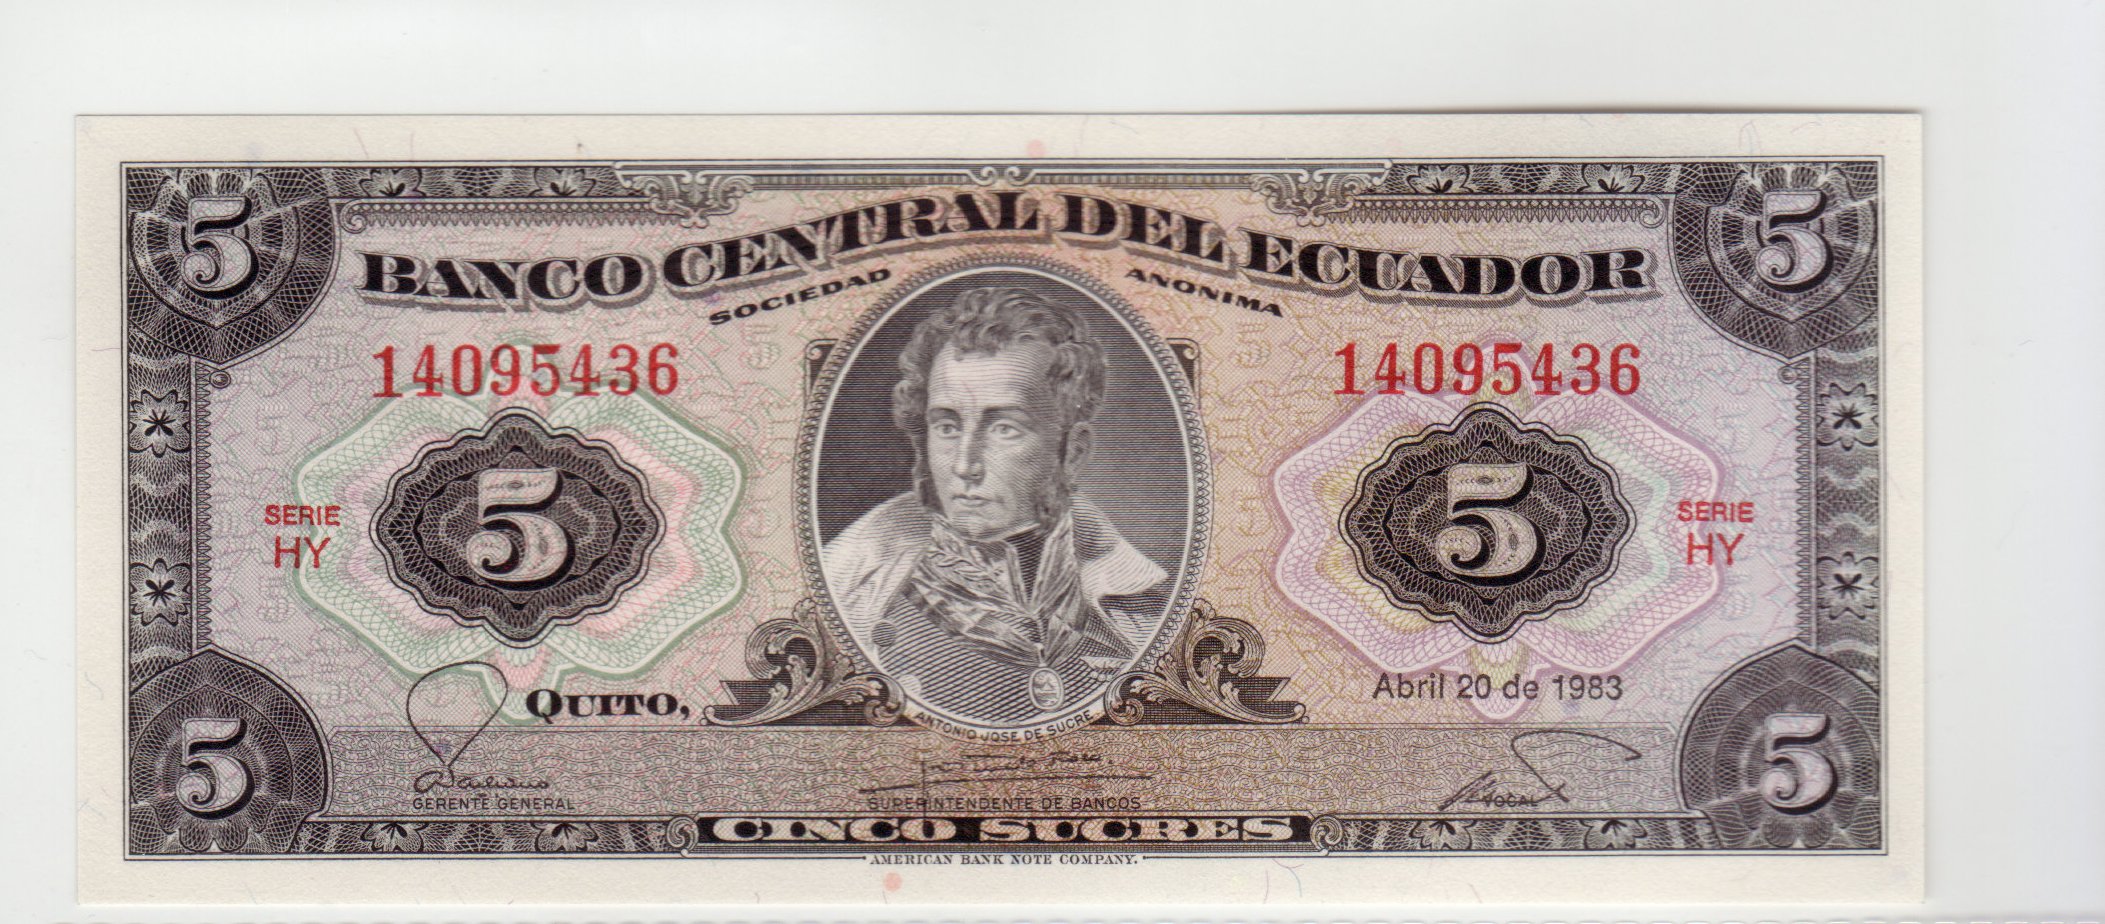 5 5
BANCO CENTRAL DEL ECUADOR
SOCIEDAD ANONIMA
14095436 14095436
5 5
SERIE SERIE
HY HY
QUITO,
Abril 20 de 1983
ANTONIO JOSE DE SUCRE
5 5
GERENTE GENERAL SUPERINTENDENTE DE BANCOS VOCAL
CINCO SUCRES
AMERICAN BANK NOTE COMPANY.